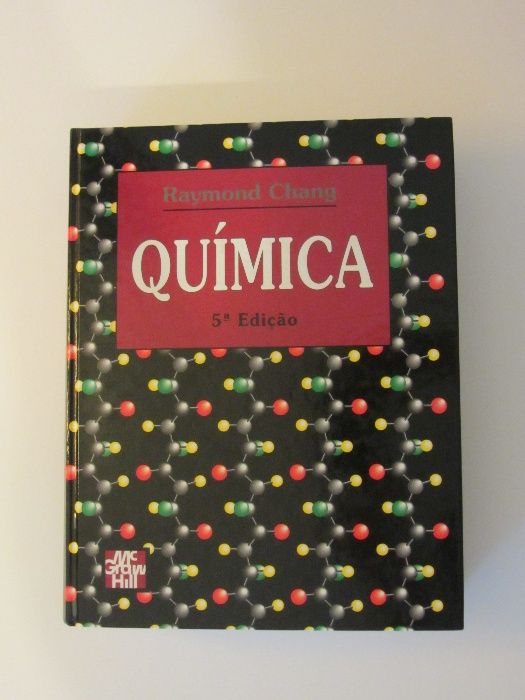 Raymond Chang
QUÍMICA
5ª Edição
Mc
Graw
Hill